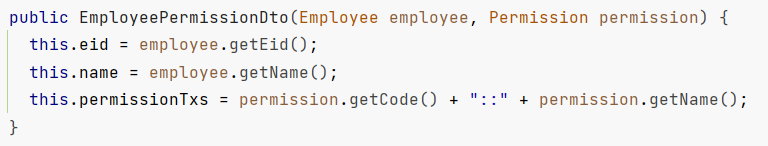 public EmployeePermissionDto(Employee employee, Permission permission) {
this.eid = employee.getEid();
this.name = employee.getName();
this.permissionTxs = permission.getCode() + "::" + permission.getName();
}